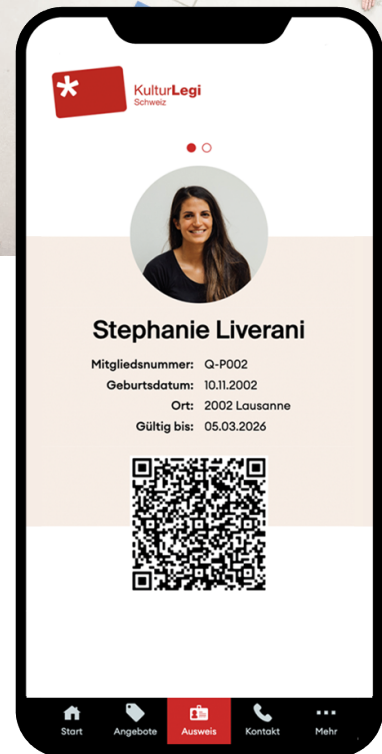 KulturLegi
Schweiz
Stephanie Liverani
Mitgliedsnummer: Q-P002
Geburtsdatum: 10.11.2002
Ort: 2002 Lausanne
Gültig bis: 05.03.2026
Start Angebote Ausweis Kontakt Mehr